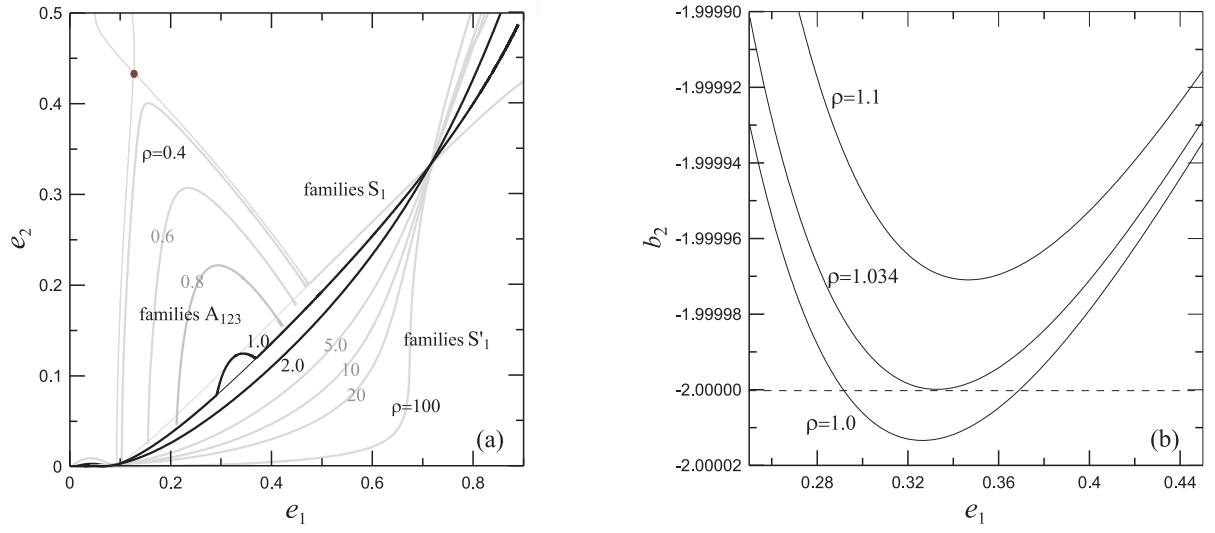 0.5
0.4
0.3
0.2
0.1
0
e₂
0 0.2 0.4 0.6 0.8
e₁
ρ=0.4
0.6
0.8
families A₁₂₃
families S₁
1.0
2.0
5.0
10
20
families S'₁
ρ=100
(a)
-1.99990
-1.99992
-1.99994
-1.99996
-1.99998
-2.00000
-2.00002
b₂
0.28 0.32 0.36 0.4 0.44
e₁
ρ=1.1
ρ=1.034
ρ=1.0
(b)